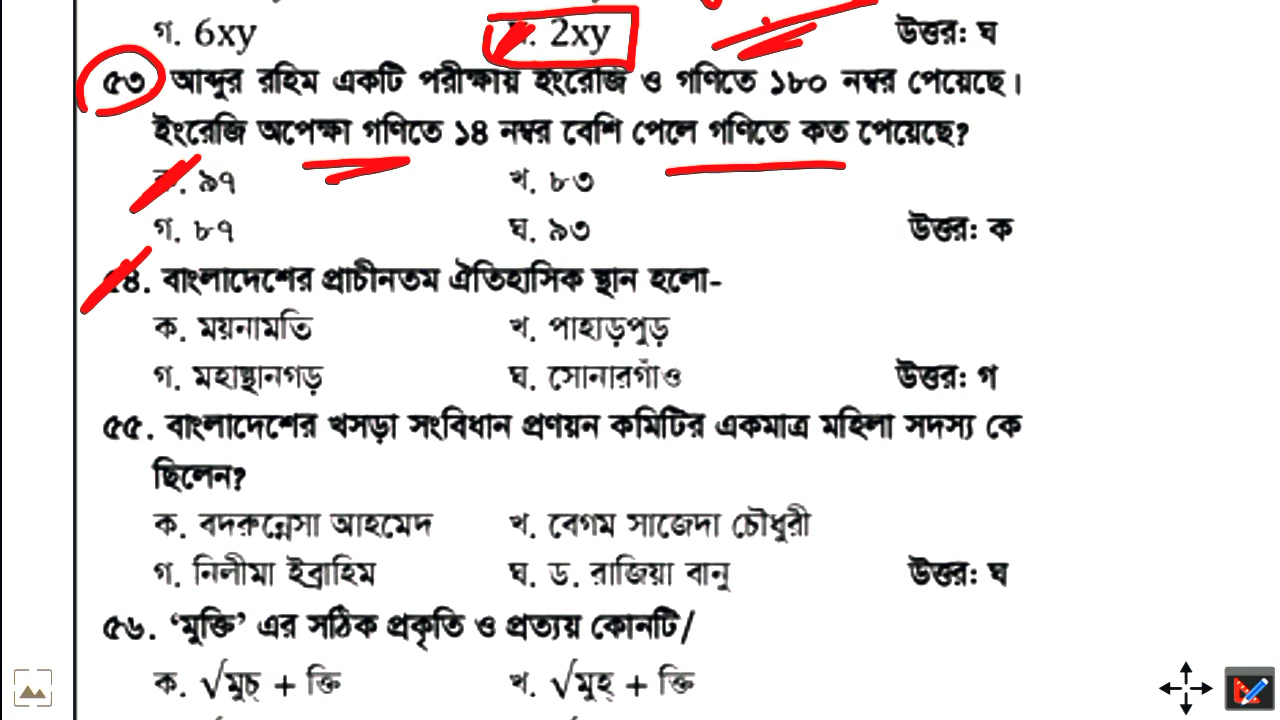 গ. 6xy ঘ. 2xy উত্তর: ঘ
৫৩. আব্দুর রহিম একটি পরীক্ষায় ইংরেজি ও গণিতে ১৮০ নম্বর পেয়েছে।
ইংরেজি অপেক্ষা গণিতে ১৪ নম্বর বেশি পেলে গণিতে কত পেয়েছে?
ক. ৯৭ খ. ৮৩
গ. ৮৭ ঘ. ৯৩ উত্তর: ক
৫৪. বাংলাদেশের প্রাচীনতম ঐতিহাসিক স্থান হলো-
ক. ময়নামতি খ. পাহাড়পুড়
গ. মহাস্থানগড় ঘ. সোনারগাঁও উত্তর: গ
৫৫. বাংলাদেশের খসড়া সংবিধান প্রণয়ন কমিটির একমাত্র মহিলা সদস্য কে
ছিলেন?
ক. বদরুন্নেসা আহমেদ খ. বেগম সাজেদা চৌধুরী
গ. নিলীমা ইব্রাহিম ঘ. ড. রাজিয়া বানু উত্তর: ঘ
৫৬. ‘মুক্তি’ এর সঠিক প্রকৃতি ও প্রত্যয় কোনটি/
ক. √মুচ্ + ক্তি খ. √মুহ্ + ক্তি